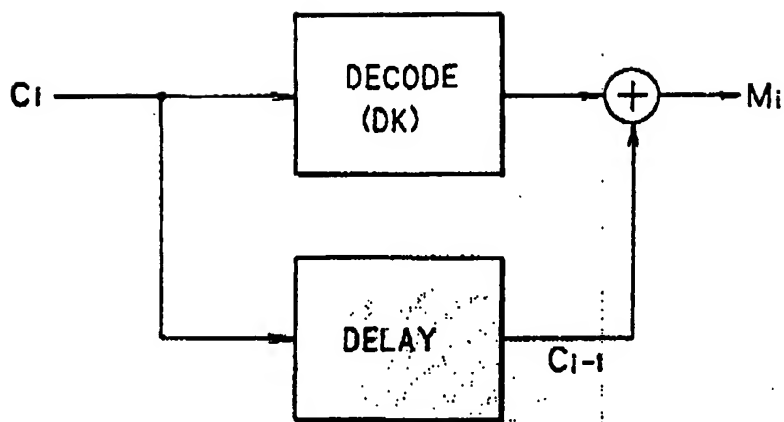 DECODE
(DK)
Ci
+
Mi
DELAY
Ci-1